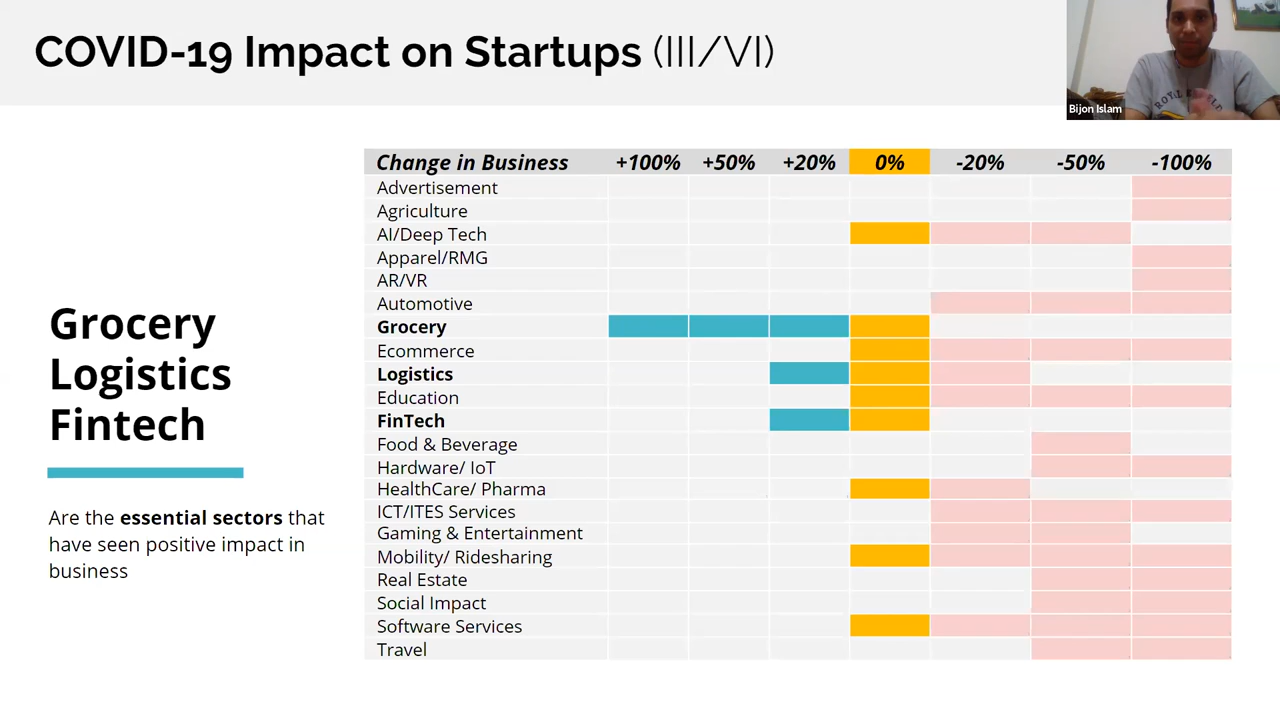 COVID-19 Impact on Startups (III/VI)
Bijon Islam
Grocery
Logistics
Fintech
Are the essential sectors that
have seen positive impact in
business
Change in Business +100% +50% +20% 0% -20% -50% -100%
Advertisement
Agriculture
AI/Deep Tech
Apparel/RMG
AR/VR
Automotive
Grocery
Ecommerce
Logistics
Education
FinTech
Food & Beverage
Hardware/ IoT
HealthCare/ Pharma
ICT/ITES Services
Gaming & Entertainment
Mobility/ Ridesharing
Real Estate
Social Impact
Software Services
Travel